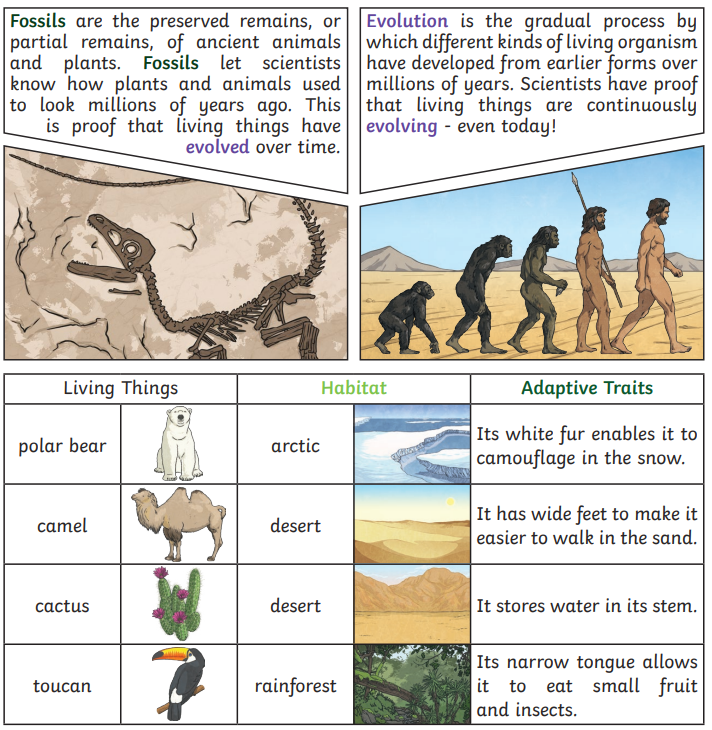 Fossils are the preserved remains, or
partial remains, of ancient animals
and plants. Fossils let scientists
know how plants and animals used
to look millions of years ago. This
is proof that living things have
evolved over time.
Evolution is the gradual process by
which different kinds of living organism
have developed from earlier forms over
millions of years. Scientists have proof
that living things are continuously
evolving - even today!
Living Things
Habitat
Adaptive Traits
polar bear
arctic
Its white fur enables it to
camouflage in the snow.
camel
desert
It has wide feet to make it
easier to walk in the sand.
cactus
desert
It stores water in its stem.
toucan
rainforest
Its narrow tongue allows
it to eat small fruit
and insects.